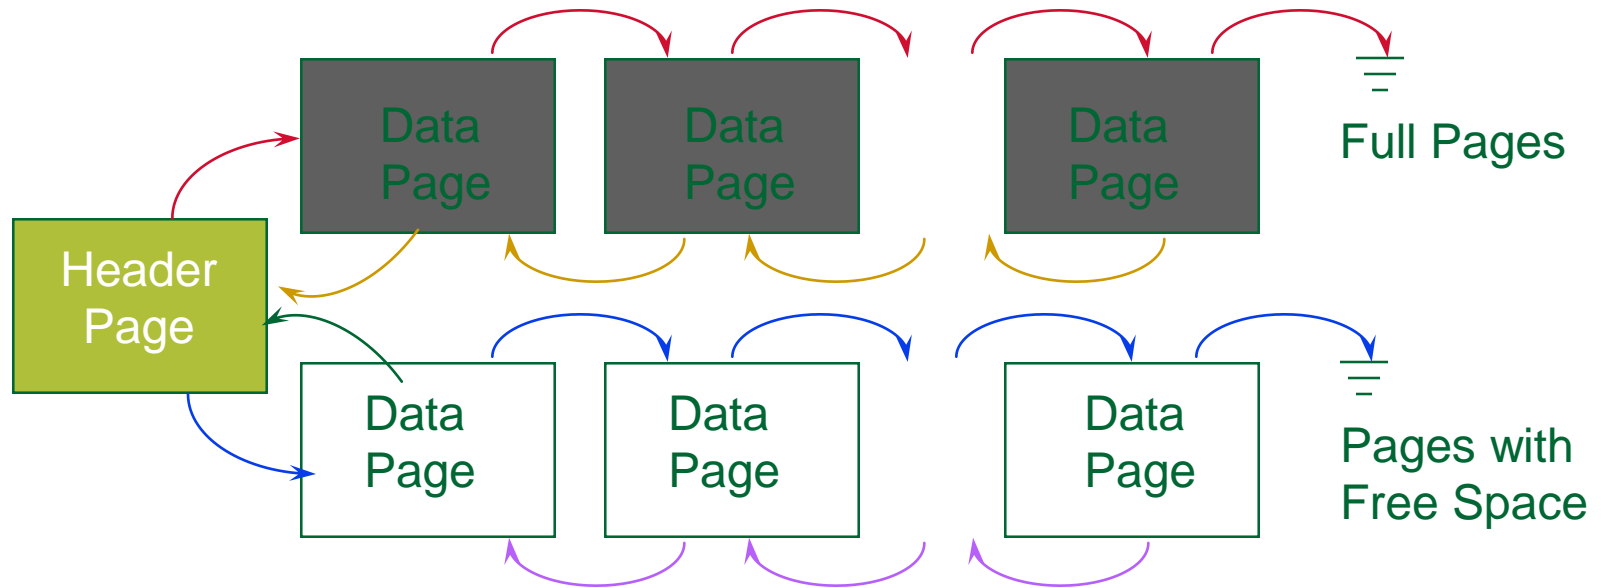 Data
Page
Data
Page
Data
Page
Full Pages
Header
Page
Data
Page
Data
Page
Data
Page
Pages with
Free Space